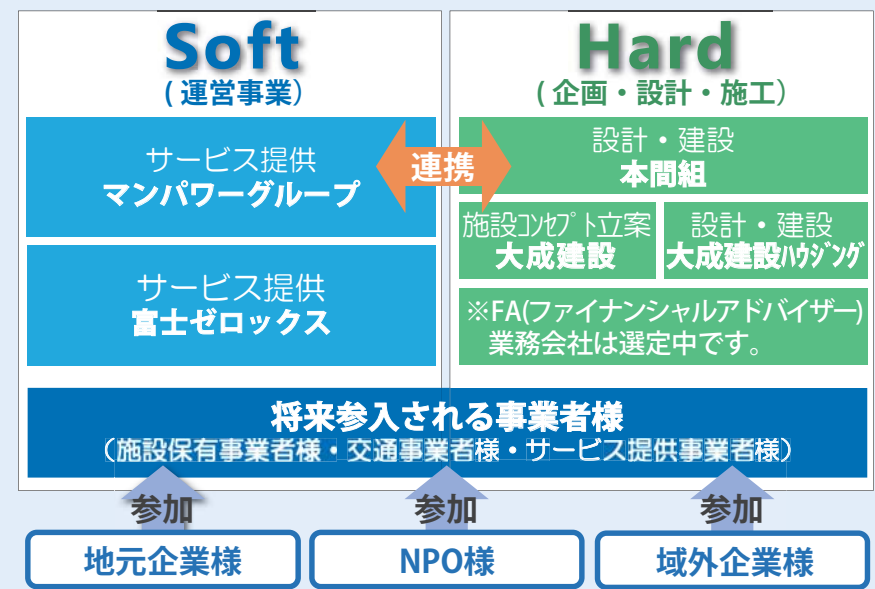 Soft
(運営事業)
サービス提供
マンパワーグループ
サービス提供
富士ゼロックス
連携
Hard
(企画・設計・施工)
設計・建設
本間組
施設コンセプト立案
大成建設
設計・建設
大成建設ハウジング
※FA(ファイナンシャルアドバイザー)
業務会社は選定中です。
将来参入される事業者様
(施設保有事業者様・交通事業者様・サービス提供事業者様)
参加
参加
参加
地元企業様
NPO様
域外企業様